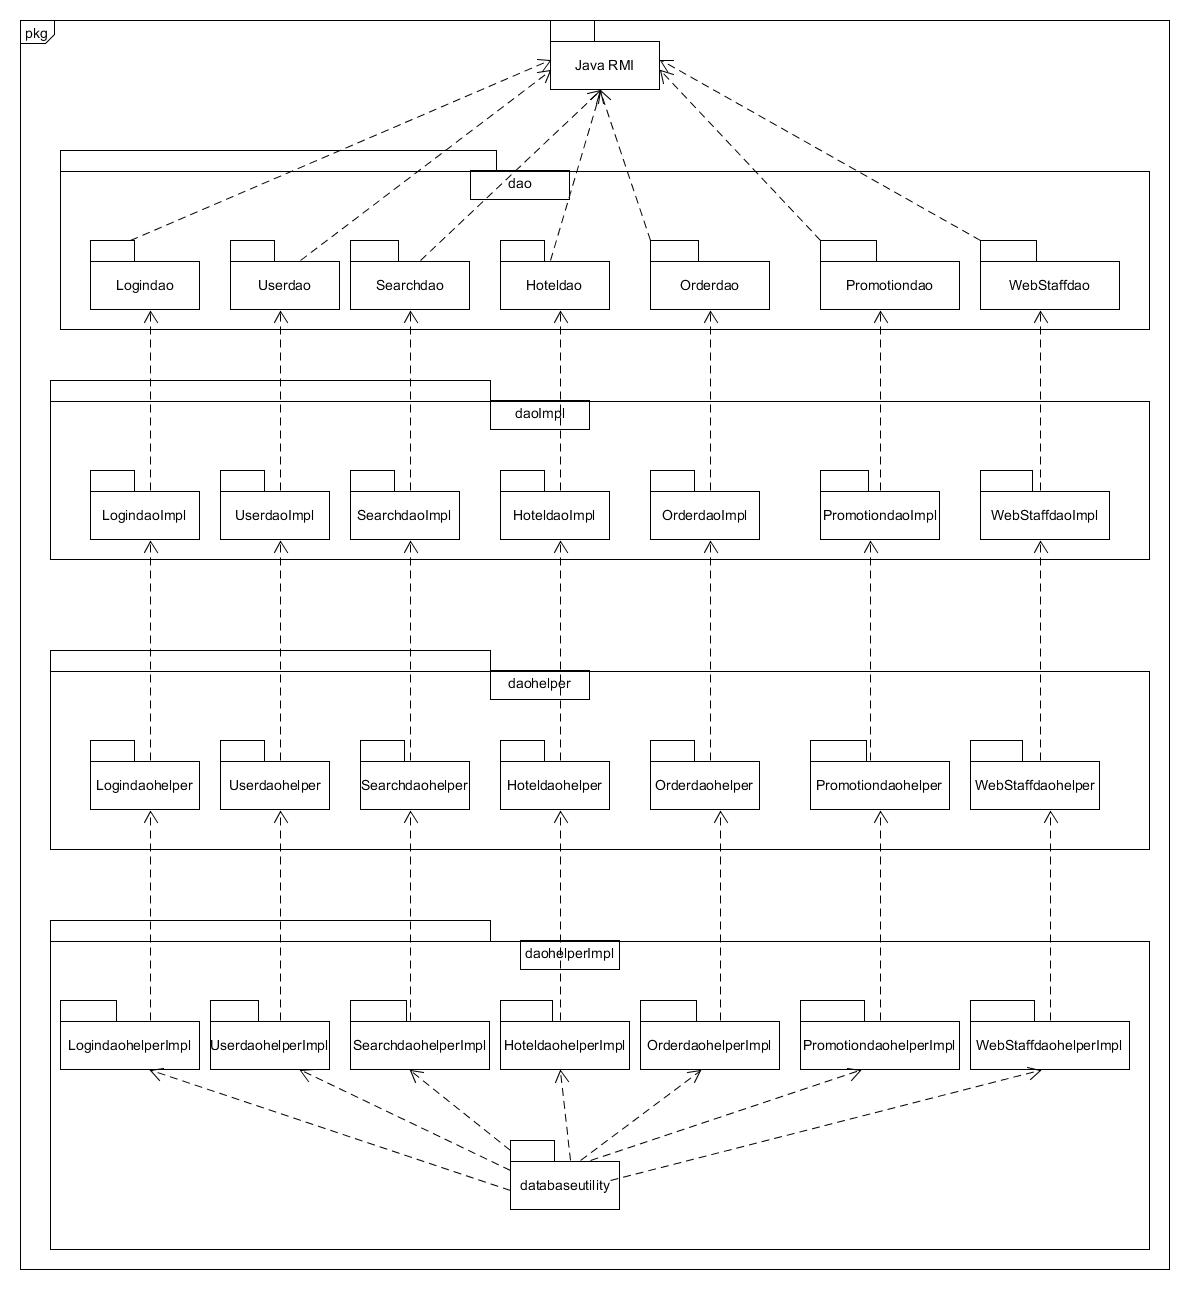 pkg
Java RMI
dao
Logindao
Userdao
Searchdao
Hoteldao
Orderdao
Promotiondao
WebStaffdao
daoImpl
LogindaoImpl
UserdaoImpl
SearchdaoImpl
HoteldaoImpl
OrderdaoImpl
PromotiondaoImpl
WebStaffdaoImpl
daohelper
Logindaohelper
Userdaohelper
Searchdaohelper
Hoteldaohelper
Orderdaohelper
Promotiondaohelper
WebStaffdaohelper
daohelperImpl
LogindaohelperImpl
UserdaohelperImpl
SearchdaohelperImpl
HoteldaohelperImpl
OrderdaohelperImpl
PromotiondaohelperImpl
WebStaffdaohelperImpl
databaseutility